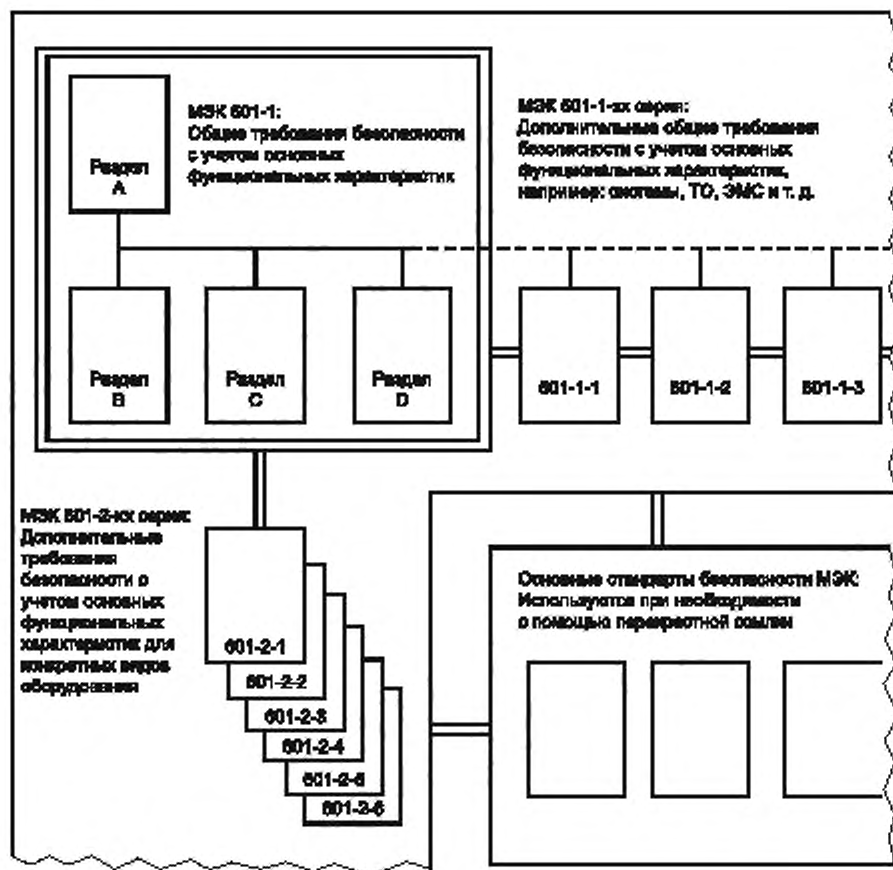 МЭК 601-1:
Общие требования безопасности
с учетом основных
функциональных характеристик
МЭК 601-1-хх серия:
Дополнительные общие требования
безопасности с учетом основных
функциональных характеристик,
например: системы, ТО, ЭМС и т. д.
Раздел
А
Раздел
В
Раздел
С
Раздел
D
601-1-1
601-1-2
601-1-3
МЭК 601-2-хх серия:
Дополнительные
требования
безопасности с
учетом основных
функциональных
характеристик для
конкретных видов
оборудования
601-2-1
601-2-2
601-2-3
601-2-4
601-2-5
601-2-6
Основные стандарты безопасности МЭК:
Используются при необходимости
с помощью перекрестной ссылки